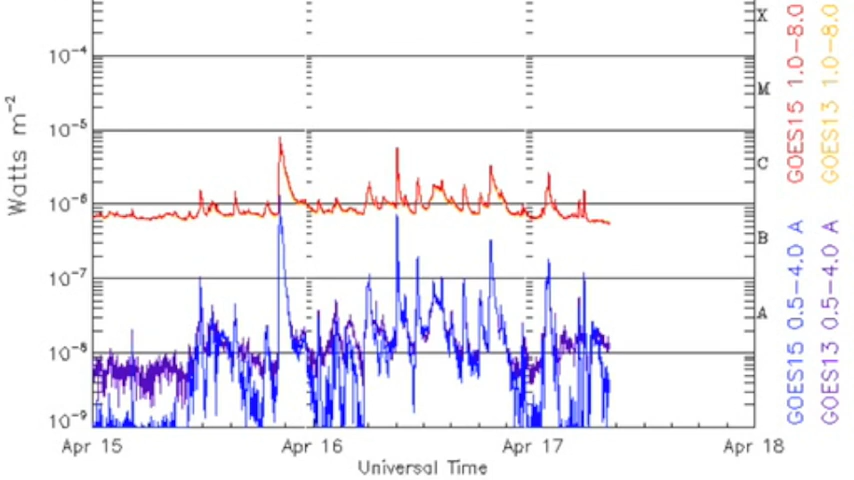 X
10⁻⁴
M
10⁻⁵
C
10⁻⁶
B
10⁻⁷
A
10⁻⁸
10⁻⁹
Watts m⁻²
Apr 15 Apr 16 Apr 17 Apr 18
Universal Time
GOES15 0.5–4.0 A GOES15 1.0–8.0
GOES13 0.5–4.0 A GOES13 1.0–8.0